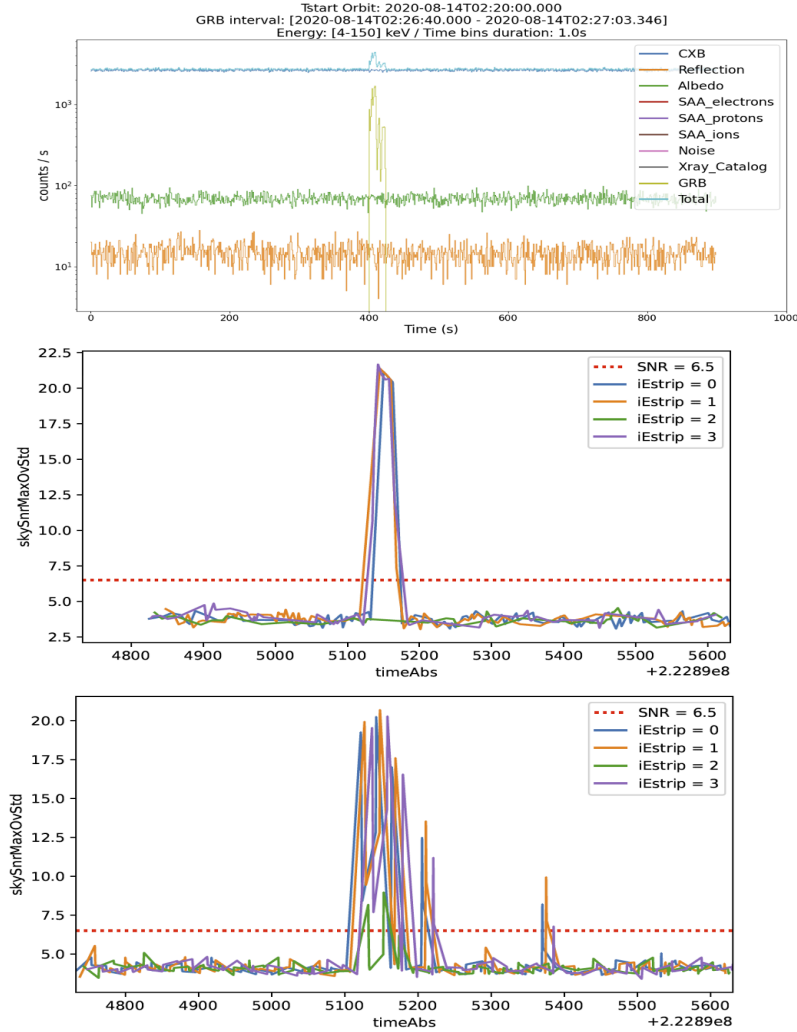 Tstart Orbit: 2020-08-14T02:20:00.000
GRB interval: [2020-08-14T02:26:40.000 - 2020-08-14T02:27:03.346]
Energy: [4-150] keV / Time bins duration: 1.0s
CXB
Reflection
Albedo
SAA_electrons
SAA_protons
SAA_ions
Noise
Xray_Catalog
GRB
Total
counts / s
10³
10²
10¹
0 200 400 600 800 1000
Time (s)
22.5
20.0
17.5
15.0
12.5
10.0
7.5
5.0
2.5
skySnrMaxOvStd
SNR = 6.5
iEstrip = 0
iEstrip = 1
iEstrip = 2
iEstrip = 3
4800 4900 5000 5100 5200 5300 5400 5500 5600
timeAbs
+2.2289e8
20.0
17.5
15.0
12.5
10.0
7.5
5.0
skySnrMaxOvStd
SNR = 6.5
iEstrip = 0
iEstrip = 1
iEstrip = 2
iEstrip = 3
4800 4900 5000 5100 5200 5300 5400 5500 5600
timeAbs
+2.2289e8